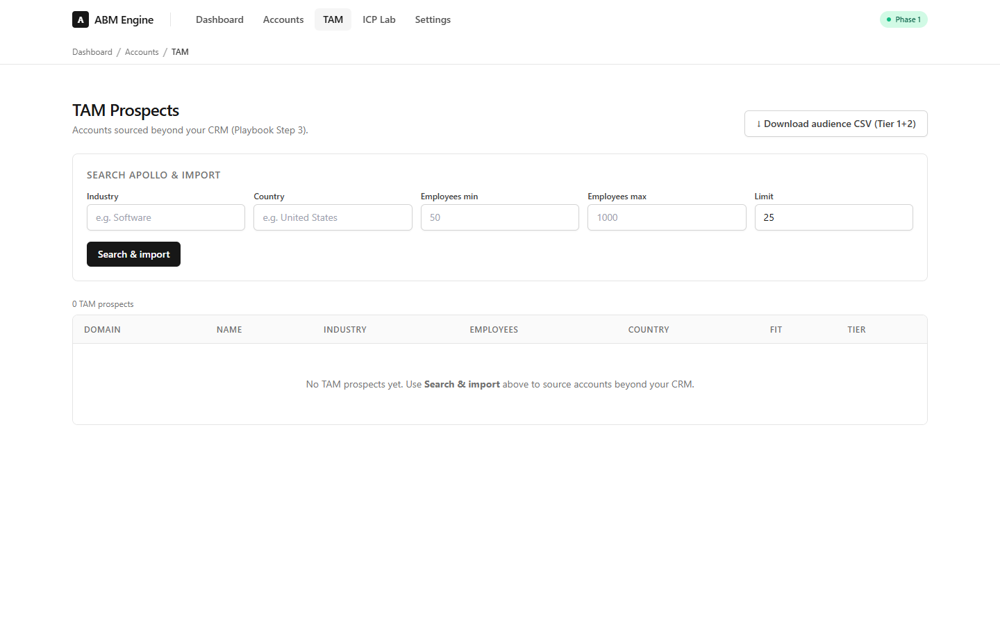 A ABM Engine Dashboard Accounts TAM ICP Lab Settings Phase 1
Dashboard / Accounts / TAM
TAM Prospects
Accounts sourced beyond your CRM (Playbook Step 3).
↓ Download audience CSV (Tier 1+2)
SEARCH APOLLO & IMPORT
Industry Country Employees min Employees max Limit
e.g. Software e.g. United States 50 1000 25
Search & import
0 TAM prospects
DOMAIN NAME INDUSTRY EMPLOYEES COUNTRY FIT TIER
No TAM prospects yet. Use Search & import above to source accounts beyond your CRM.